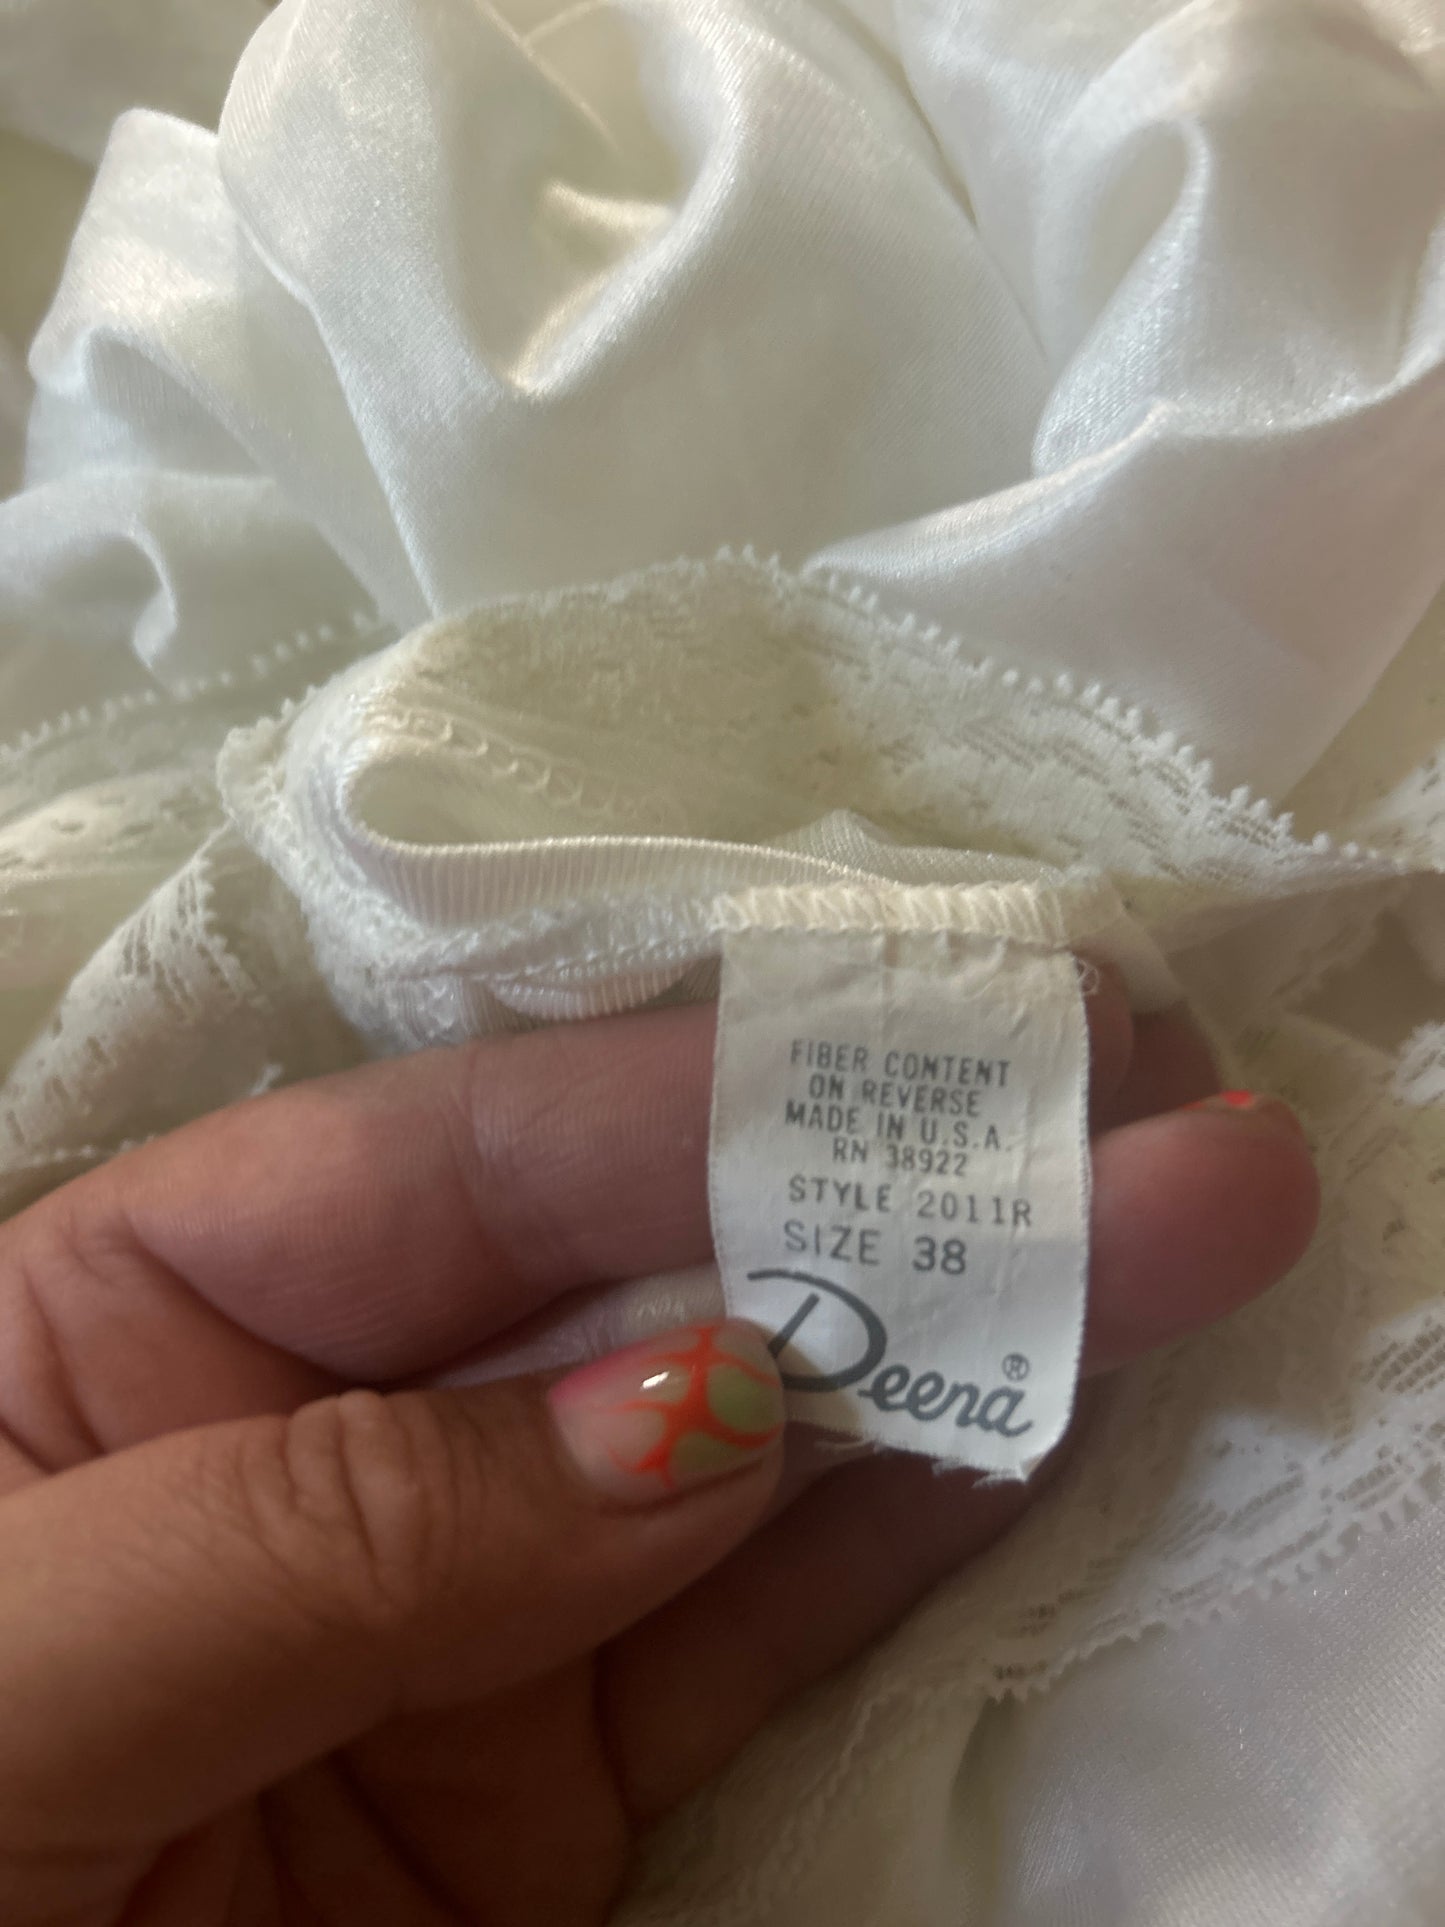 FIBER CONTENT
ON REVERSE
MADE IN U.S.A.
RN 38922
STYLE 2011R
SIZE 38
Deena®